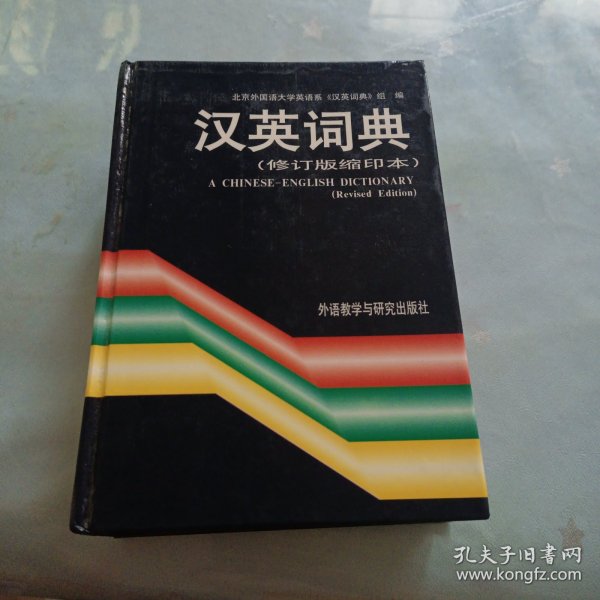 北京外国语大学英语系《汉英词典》组 编
汉英词典
（修订版缩印本）
A CHINESE-ENGLISH DICTIONARY
(Revised Edition)
外语教学与研究出版社
孔夫子旧书网
www.kongfz.com